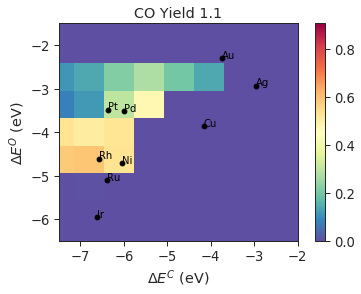 CO Yield 1.1
−2
−3
−4
−5
−6
ΔE^O (eV)
Au
Ag
Pt
Pd
Cu
Rh
Ni
Ru
Ir
−7
−6
−5
−4
−3
−2
ΔE^C (eV)
0.8
0.6
0.4
0.2
0.0